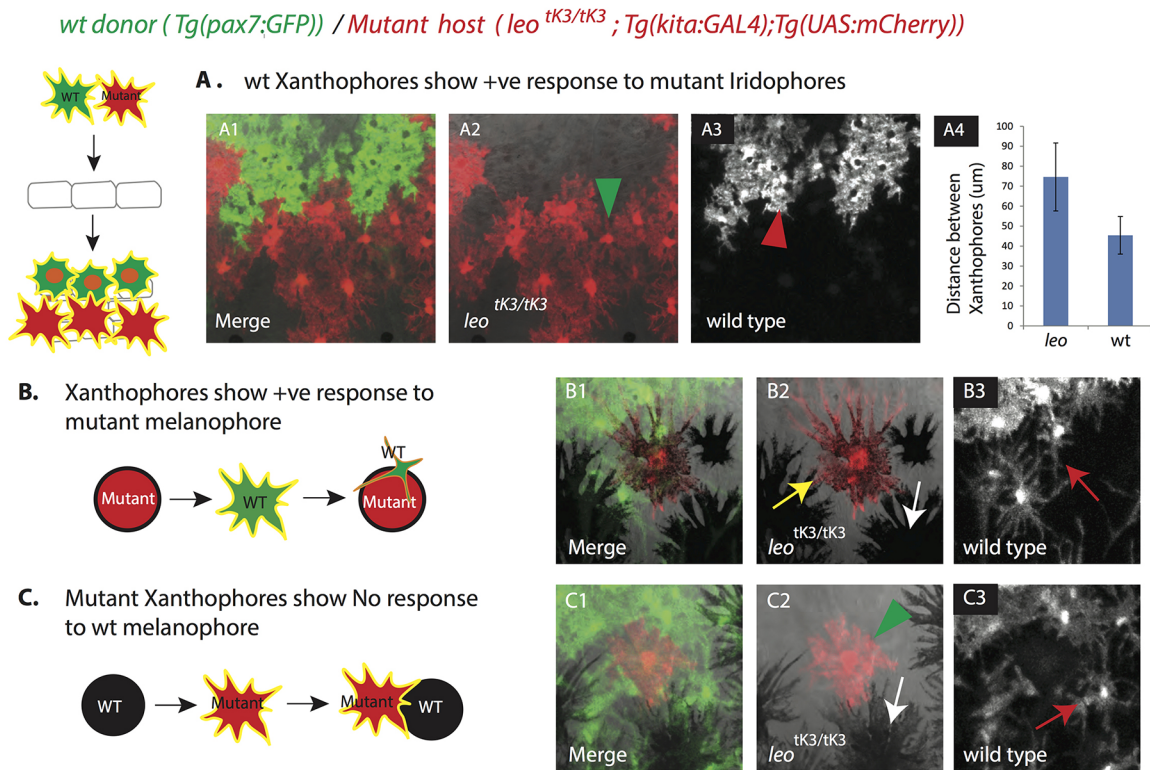 wt donor ( Tg(pax7:GFP)) / Mutant host ( leo tK3/tK3 ; Tg(kita:GAL4);Tg(UAS:mCherry))
WT Mutant
A . wt Xanthophores show +ve response to mutant Iridophores
A1
Merge
A2
leo tK3/tK3
A3
wild type
A4
Distance between
Xanthophores (um)
100
90
80
70
60
50
40
30
20
10
0
leo wt
B. Xanthophores show +ve response to
mutant melanophore
Mutant
WT
WT
Mutant
B1
Merge
B2
leo tK3/tK3
B3
wild type
C. Mutant Xanthophores show No response
to wt melanophore
WT
Mutant
Mutant WT
C1
Merge
C2
leo tK3/tK3
C3
wild type